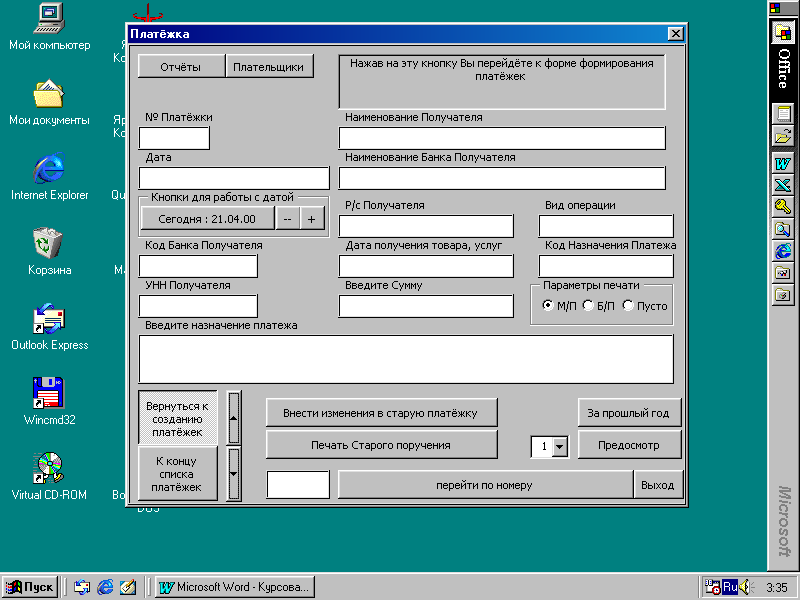 Мой компьютер
Мои документы
Internet Explorer
Корзина
Outlook Express
Wincmd32
Virtual CD-ROM
Платёжка
Отчёты
Плательщики
Нажав на эту кнопку Вы перейдёте к форме формирования
платёжек
№ Платёжки
Наименование Получателя
Дата
Наименование Банка Получателя
Кнопки для работы с датой
Сегодня : 21.04.00
--
+
Р/с Получателя
Вид операции
Код Банка Получателя
Дата получения товара, услуг
Код Назначения Платежа
УНН Получателя
Введите Сумму
Параметры печати
М/П
Б/П
Пусто
Введите назначение платежа
Вернуться к
созданию
платёжек
Внести изменения в старую платёжку
За прошлый год
Печать Старого поручения
1
Предосмотр
К концу
списка
платёжек
перейти по номеру
Выход
DOS
Office
Microsoft
Пуск
Microsoft Word - Курсова...
Ru
3:35